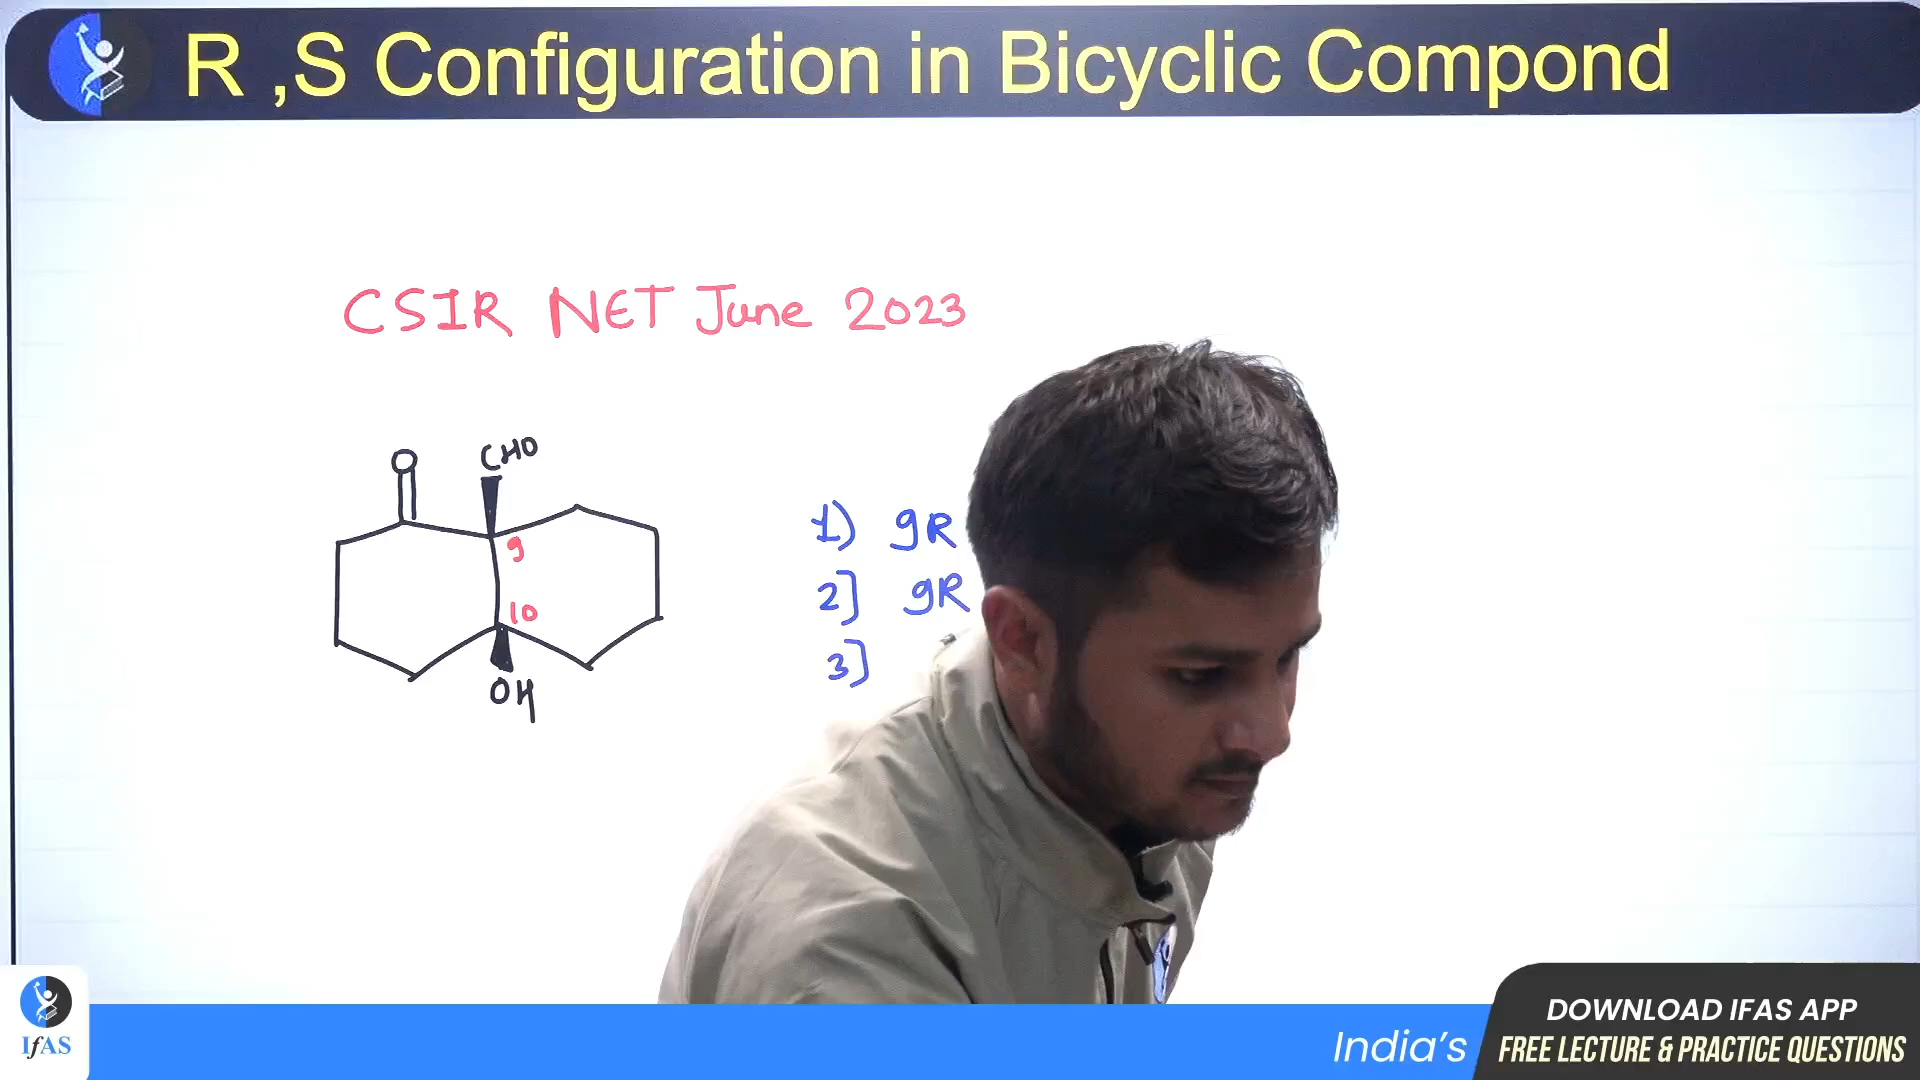 R ,S Configuration in Bicyclic Compond
CSIR NET June 2023
O
CHO
9
10
OH
1) 9R
2] 9R
3]
IfAS
India's
DOWNLOAD IFAS APP
FREE LECTURE & PRACTICE QUESTIONS